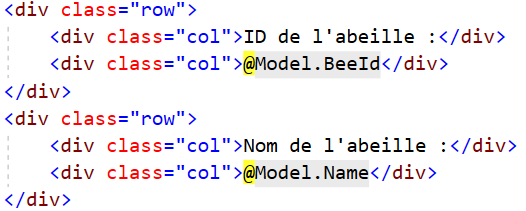 <div class="row">
    <div class="col">ID de l'abeille :</div>
    <div class="col">@Model.BeeId</div>
</div>
<div class="row">
    <div class="col">Nom de l'abeille :</div>
    <div class="col">@Model.Name</div>
</div>